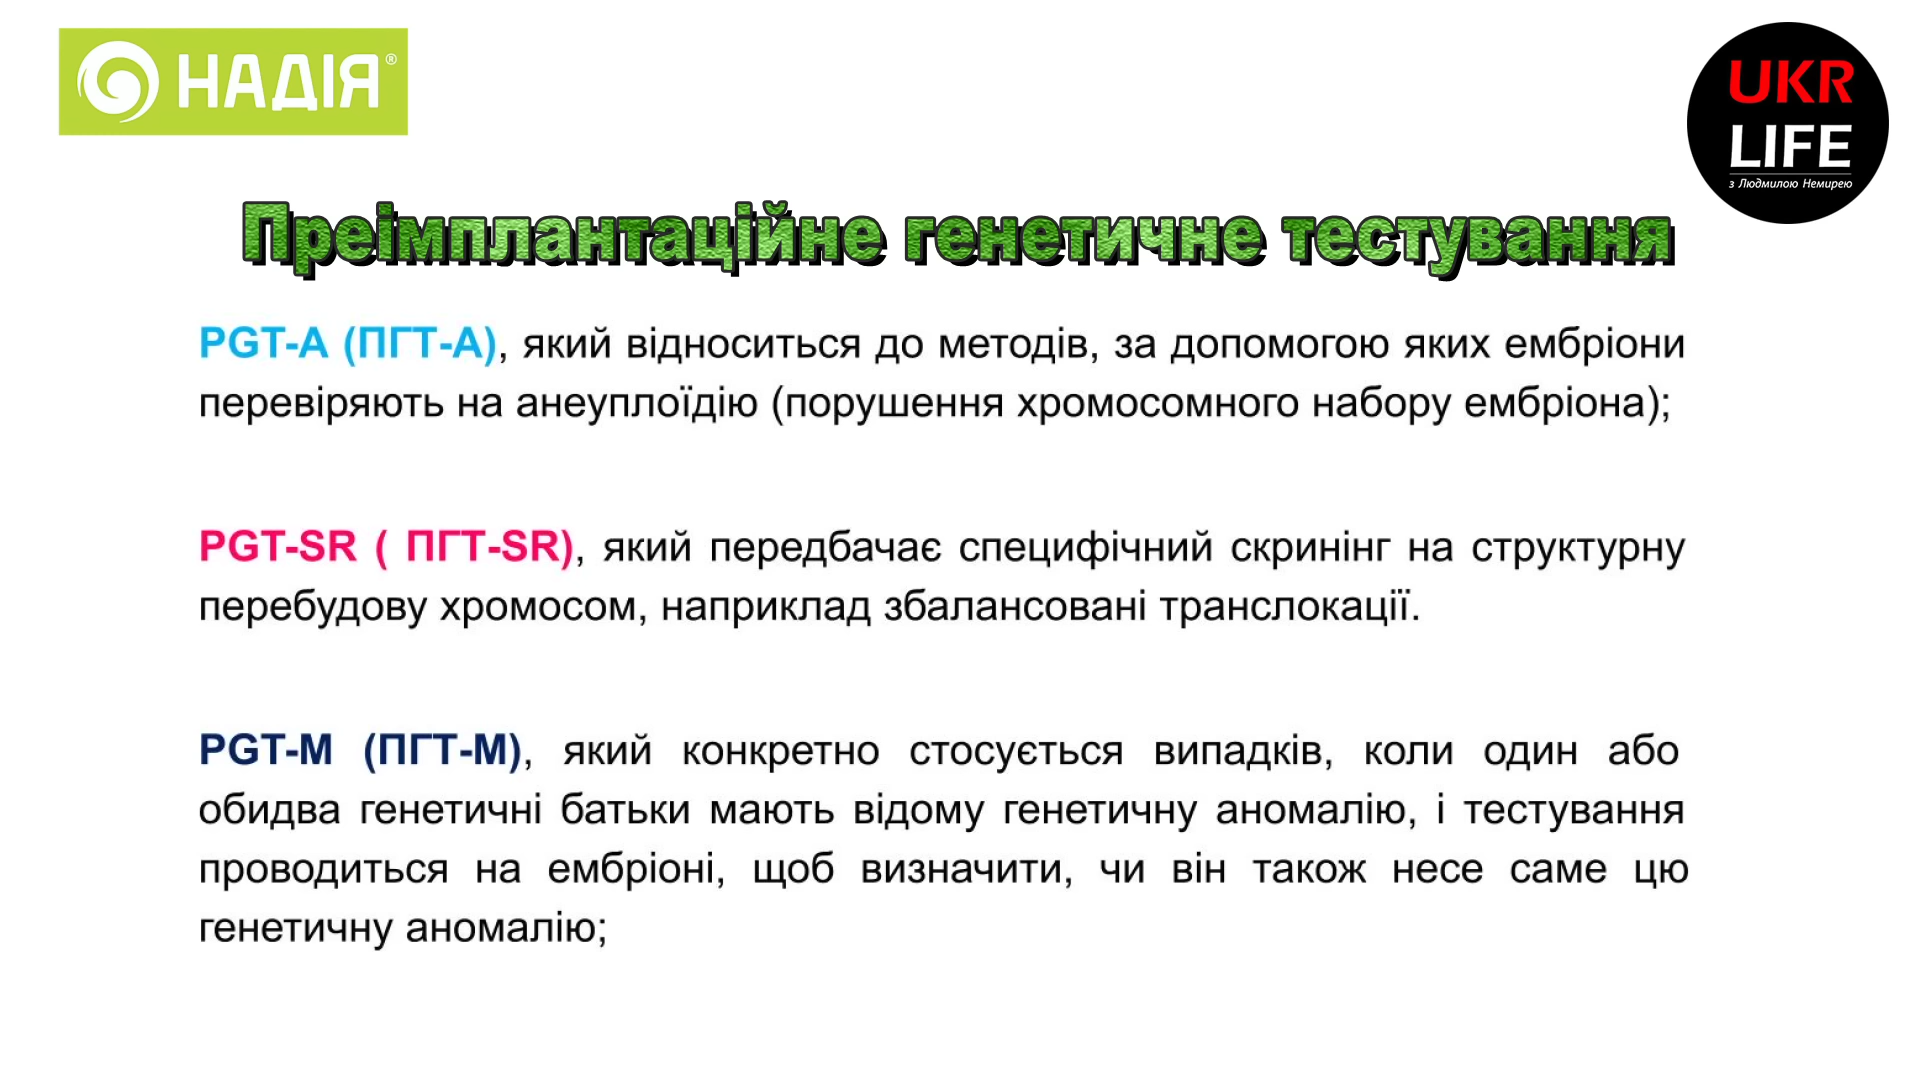 НАДІЯ®
UKR
LIFE
з Людмилою Немирею
Преімплантаційне генетичне тестування
PGT-A (ПГТ-А), який відноситься до методів, за допомогою яких ембріони
перевіряють на анеуплоїдію (порушення хромосомного набору ембріона);
PGT-SR ( ПГТ-SR), який передбачає специфічний скринінг на структурну
перебудову хромосом, наприклад збалансовані транслокації.
PGT-M (ПГТ-М), який конкретно стосується випадків, коли один або
обидва генетичні батьки мають відому генетичну аномалію, і тестування
проводиться на ембріоні, щоб визначити, чи він також несе саме цю
генетичну аномалію;